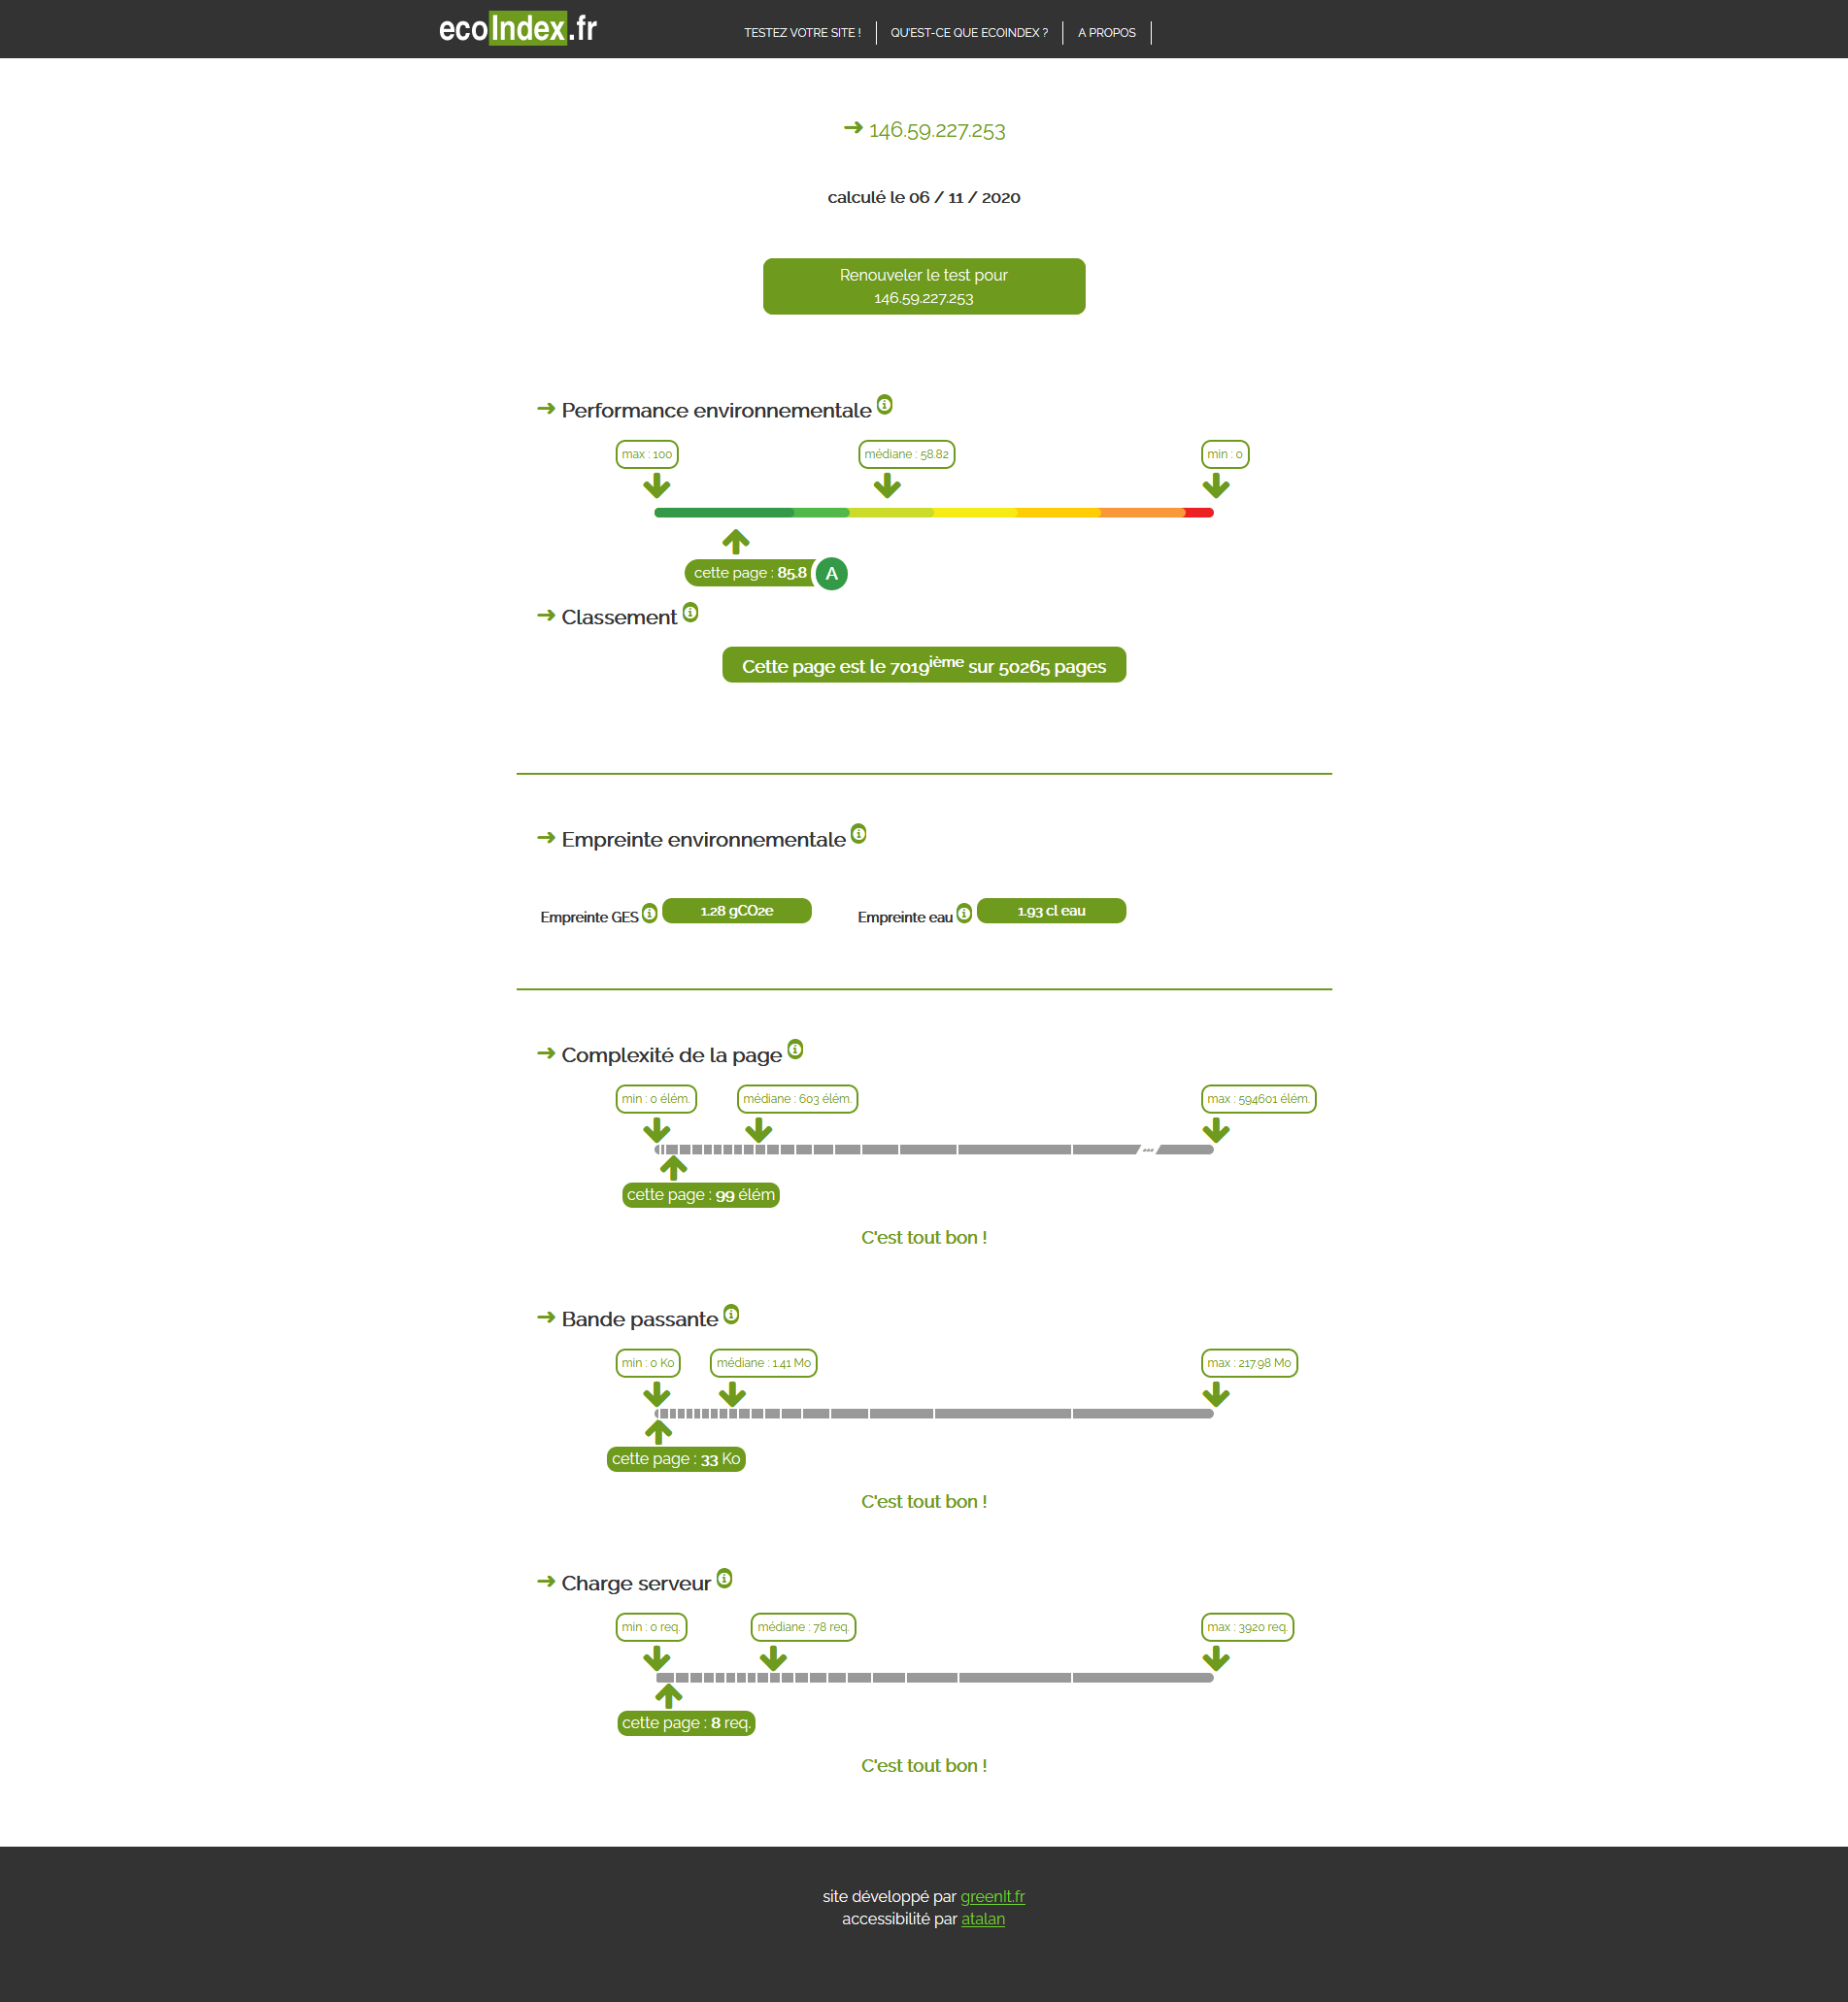 ecoIndex.fr
TESTEZ VOTRE SITE !
QU'EST-CE QUE ECOINDEX ?
A PROPOS
146.59.227.253
calculé le 06 / 11 / 2020
Renouveler le test pour
146.59.227.253
Performance environnementale
max : 100
médiane : 58.82
min : 0
cette page : 85.8 A
Classement
Cette page est le 7019ième sur 50265 pages
Empreinte environnementale
Empreinte GES 1.28 gCO2e
Empreinte eau 1.93 cl eau
Complexité de la page
min : 0 élém.
médiane : 603 élém.
max : 594601 élém.
cette page : 99 élém
C'est tout bon !
Bande passante
min : 0 Ko
médiane : 1.41 Mo
max : 217.98 Mo
cette page : 33 Ko
C'est tout bon !
Charge serveur
min : 0 req.
médiane : 78 req.
max : 3920 req.
cette page : 8 req.
C'est tout bon !
site développé par greenIt.fr
accessibilité par atalan